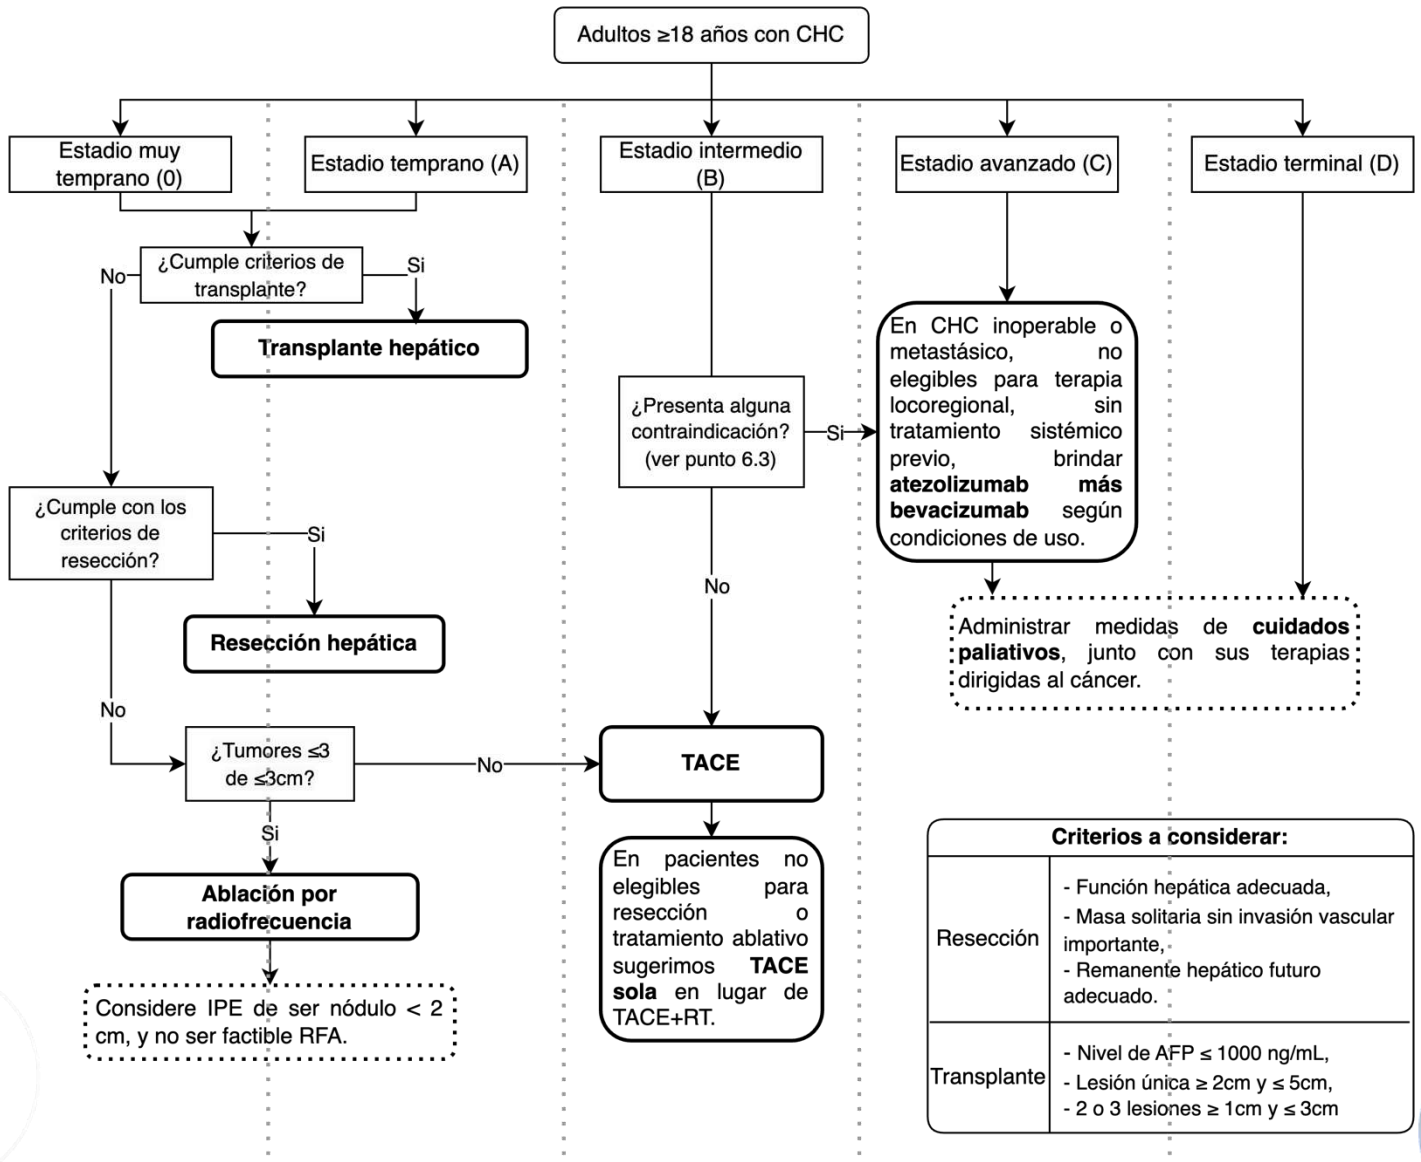 Adultos ≥18 años con CHC
Estadio muy
temprano (0)
Estadio temprano (A)
Estadio intermedio
(B)
Estadio avanzado (C)
Estadio terminal (D)
¿Cumple criterios de
transplante?
No
Si
Transplante hepático
¿Cumple con los
criterios de
resección?
Si
Resección hepática
No
¿Tumores ≤3
de ≤3cm?
No
Si
Ablación por
radiofrecuencia
Considere IPE de ser nódulo < 2
cm, y no ser factible RFA.
¿Presenta alguna
contraindicación?
(ver punto 6.3)
Si
No
TACE
En pacientes no
elegibles para
resección o
tratamiento ablativo
sugerimos TACE
sola en lugar de
TACE+RT.
En CHC inoperable o
metastásico, no
elegibles para terapia
locoregional, sin
tratamiento sistémico
previo, brindar
atezolizumab más
bevacizumab según
condiciones de uso.
Administrar medidas de cuidados
paliativos, junto con sus terapias
dirigidas al cáncer.
Criterios a considerar:
Resección
- Función hepática adecuada,
- Masa solitaria sin invasión vascular
importante,
- Remanente hepático futuro
adecuado.
Transplante
- Nivel de AFP ≤ 1000 ng/mL,
- Lesión única ≥ 2cm y ≤ 5cm,
- 2 o 3 lesiones ≥ 1cm y ≤ 3cm